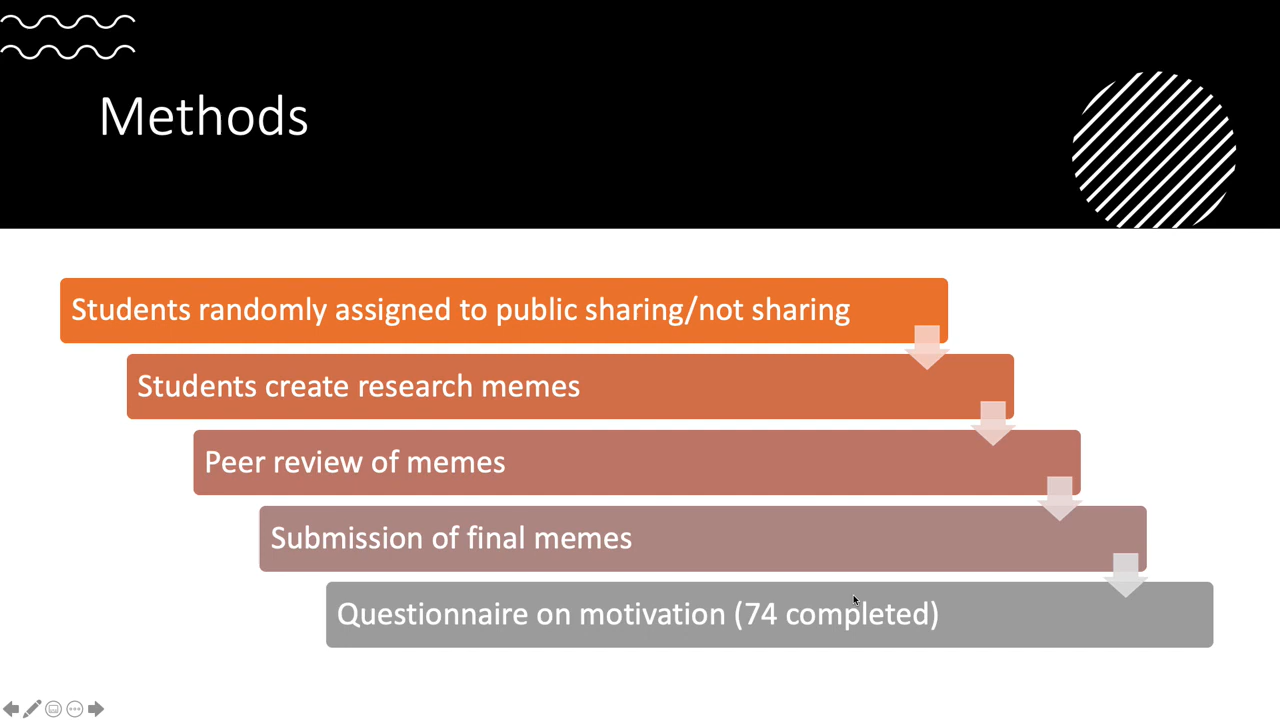 Methods
Students randomly assigned to public sharing/not sharing
Students create research memes
Peer review of memes
Submission of final memes
Questionnaire on motivation (74 completed)